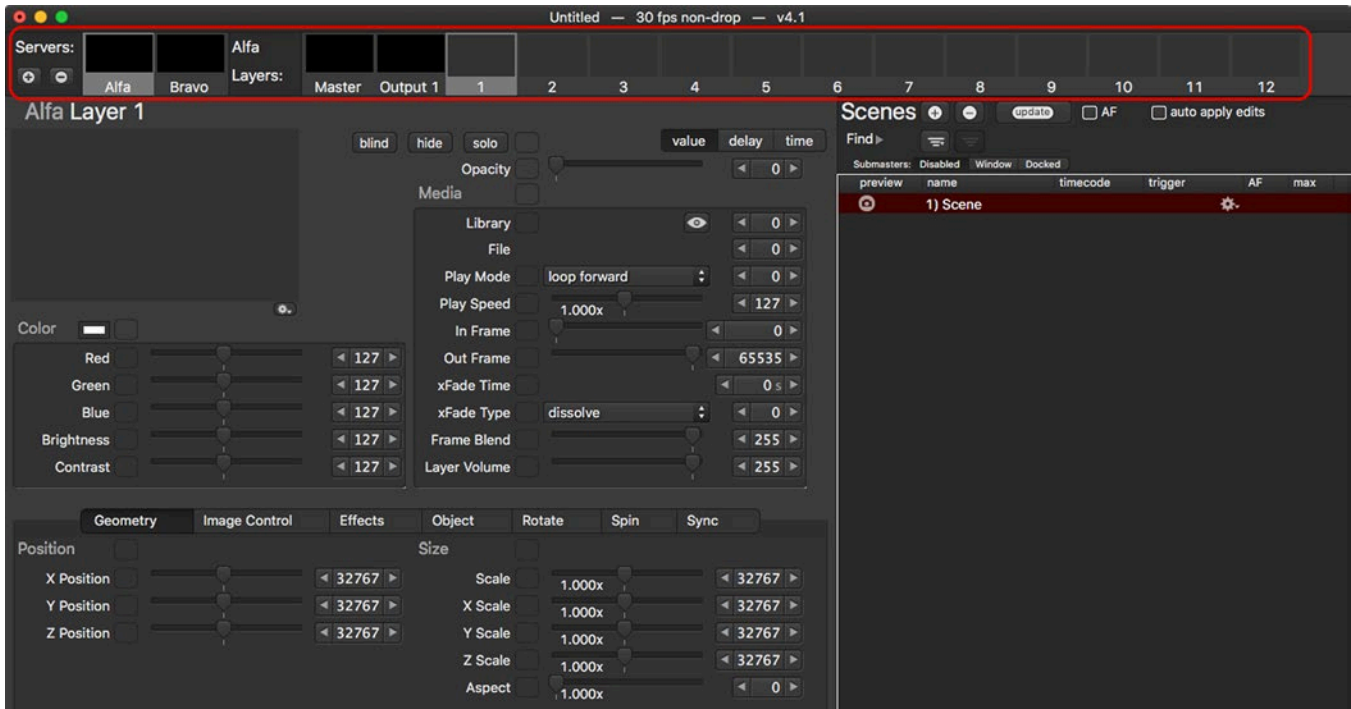 Untitled — 30 fps non-drop — v4.1
Servers: Alfa Bravo
Alfa Layers: Master Output 1 1 2 3 4 5 6 7 8 9 10 11 12
Alfa Layer 1
blind hide solo value delay time
Opacity 0
Media
Library 0
File 0
Play Mode loop forward 0
Play Speed 1.000x 127
In Frame 0
Out Frame 65535
xFade Time 0 s
xFade Type dissolve 0
Frame Blend 255
Layer Volume 255
Color
Red 127
Green 127
Blue 127
Brightness 127
Contrast 127
Geometry Image Control Effects Object Rotate Spin Sync
Position
X Position 32767
Y Position 32767
Z Position 32767
Size
Scale 1.000x 32767
X Scale 1.000x 32767
Y Scale 1.000x 32767
Z Scale 1.000x 32767
Aspect 1.000x 0
Scenes update AF auto apply edits
Find
Submasters: Disabled Window Docked
preview name timecode trigger AF max
1) Scene